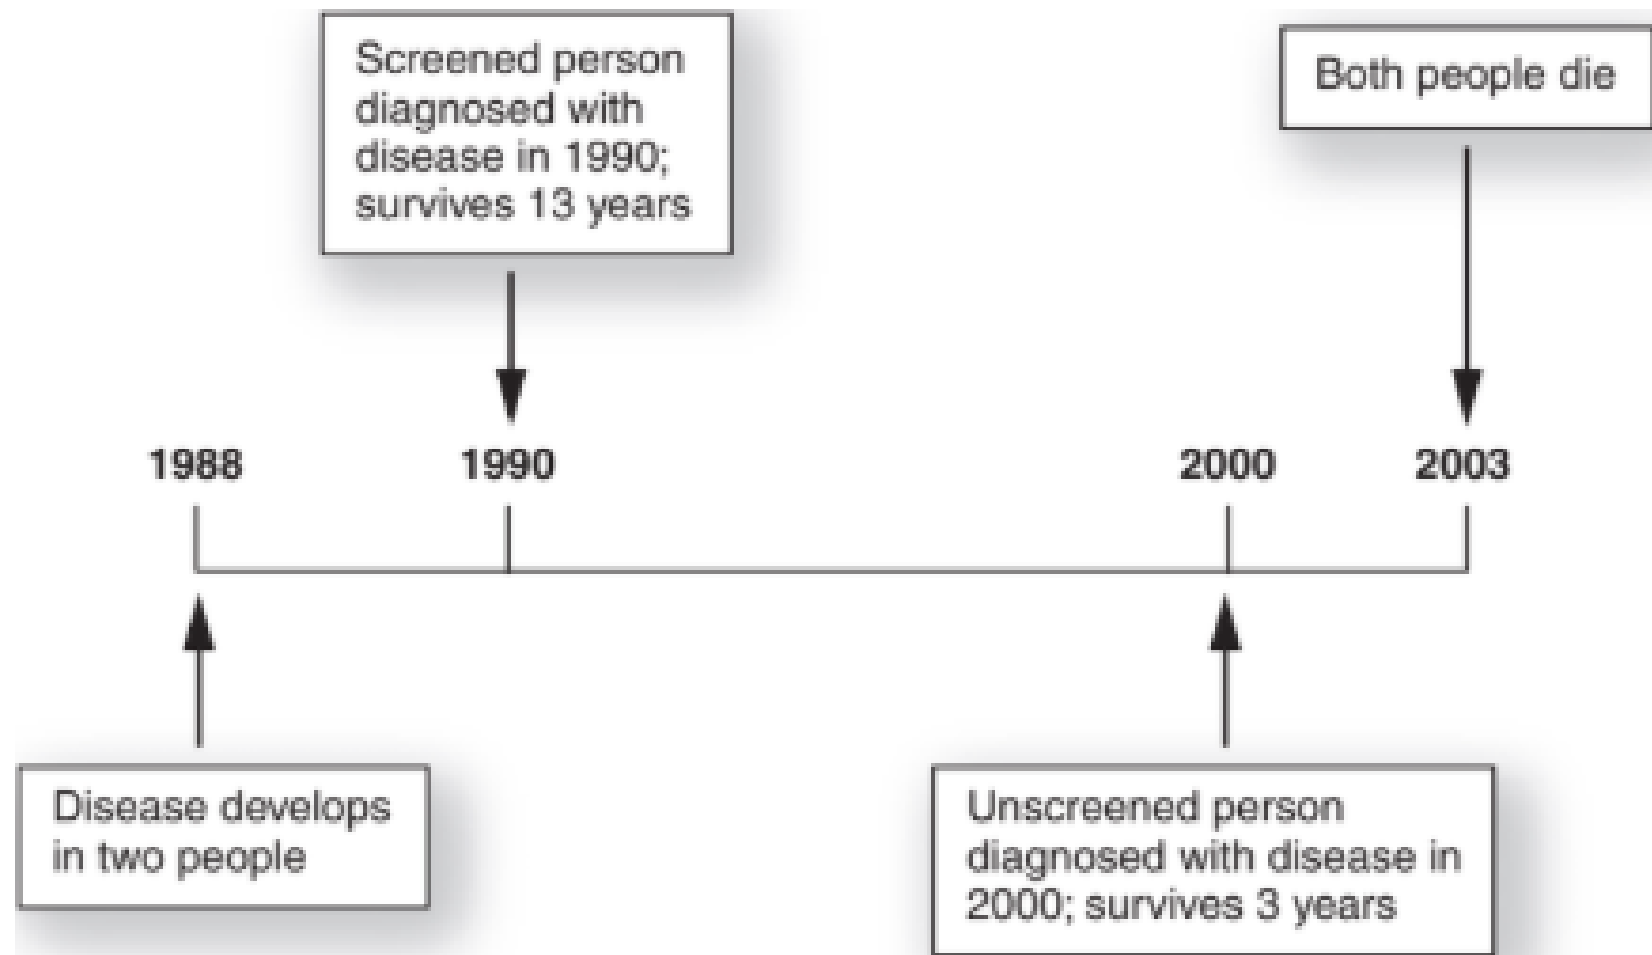 Screened person
diagnosed with
disease in 1990;
survives 13 years
Both people die
1988
1990
2000
2003
Disease develops
in two people
Unscreened person
diagnosed with disease in
2000; survives 3 years